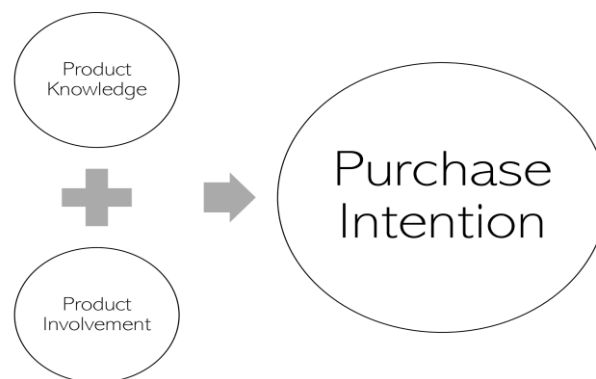 Product
Knowledge
Product
Involvement
Purchase
Intention